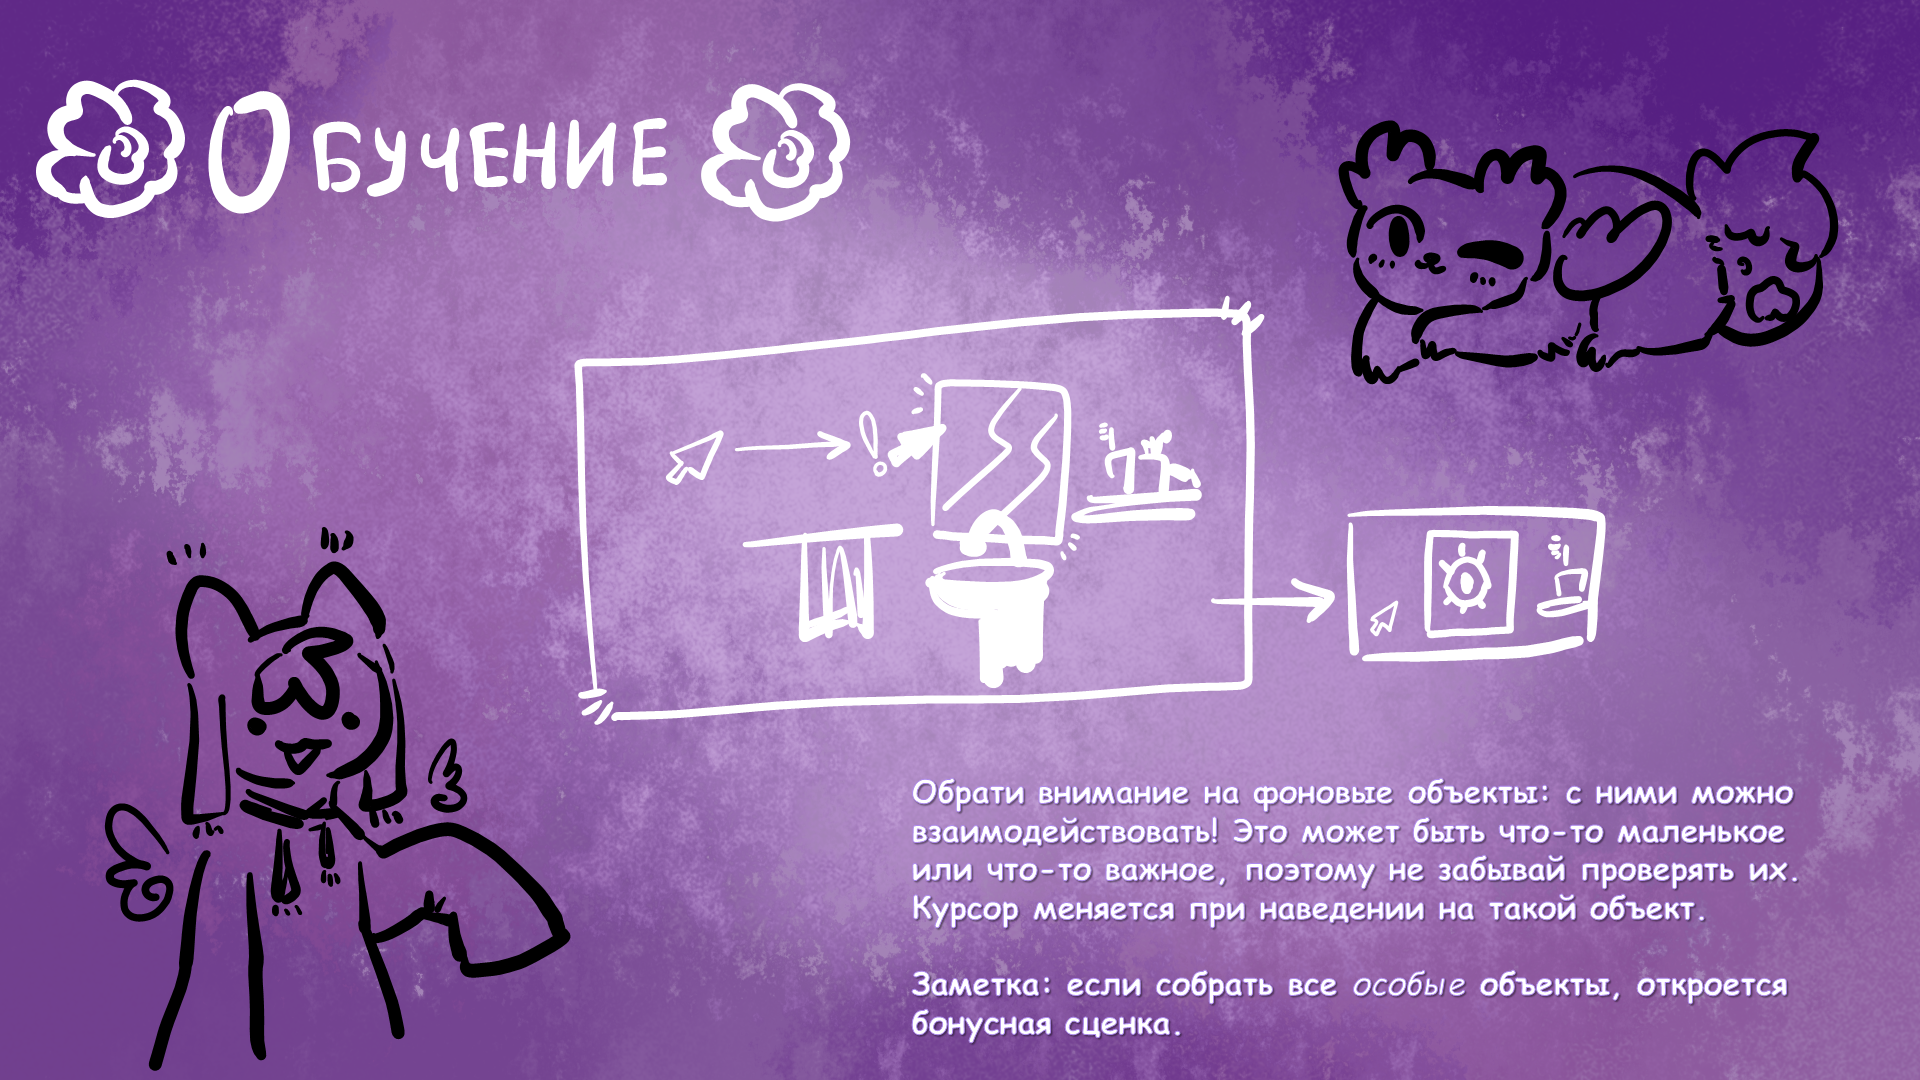 ОБУЧЕНИЕ
!
Обрати внимание на фоновые объекты: с ними можно
взаимодействовать! Это может быть что-то маленькое
или что-то важное, поэтому не забывай проверять их.
Курсор меняется при наведении на такой объект.
Заметка: если собрать все особые объекты, откроется
бонусная сценка.